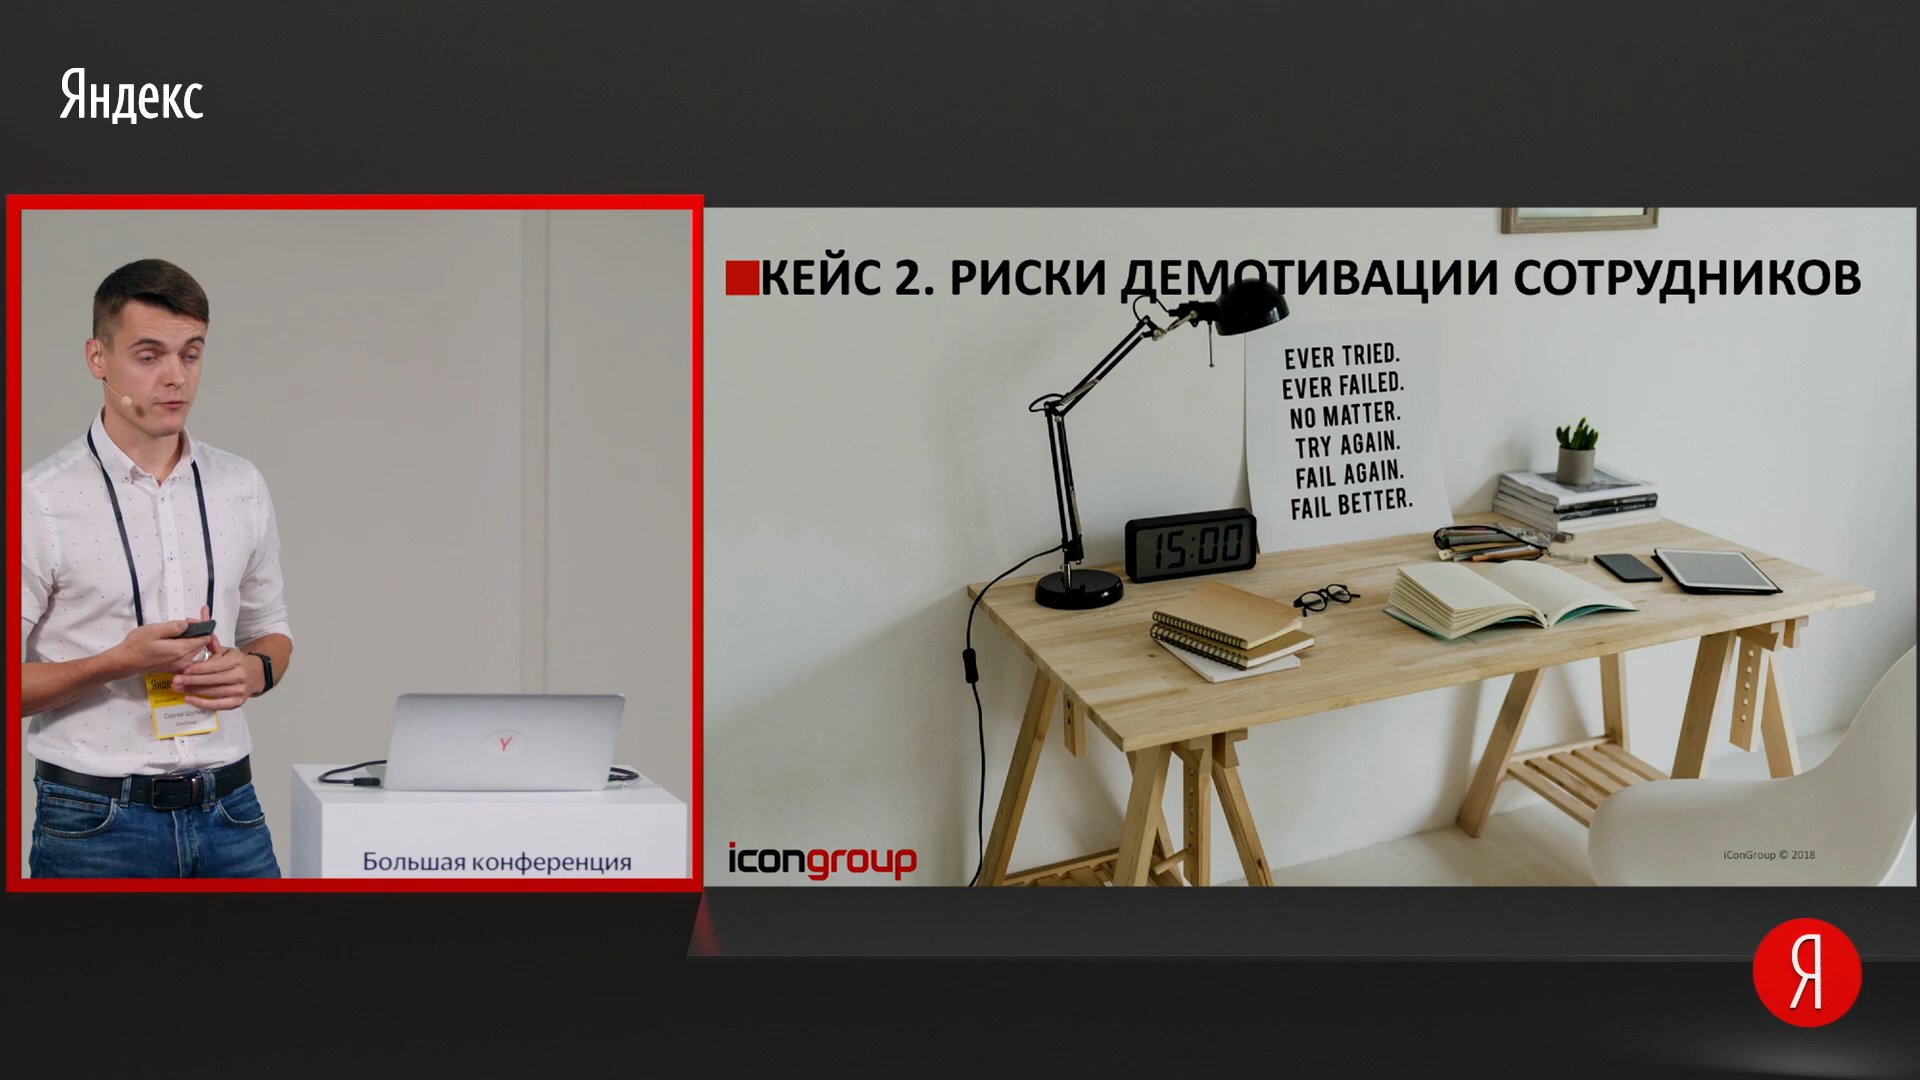 Яндекс
КЕЙС 2. РИСКИ ДЕМОТИВАЦИИ СОТРУДНИКОВ
EVER TRIED.
EVER FAILED.
NO MATTER.
TRY AGAIN.
FAIL AGAIN.
FAIL BETTER.
15:00
Сергей
Y
Большая конференция
icongroup
iConGroup © 2018
Я